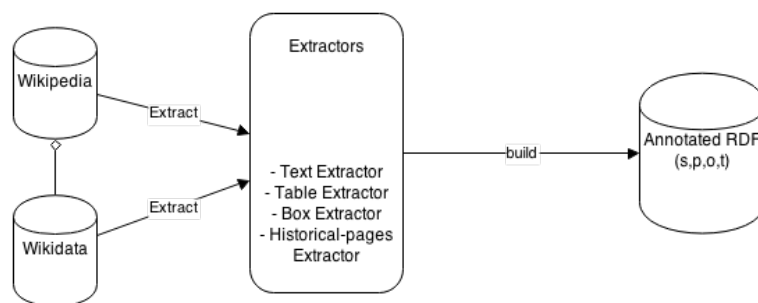 Wikipedia
Extract
Extractors
- Text Extractor
- Table Extractor
- Box Extractor
- Historical-pages
Extractor
build
Annotated RDF
(s,p,o,t)
Extract
Wikidata